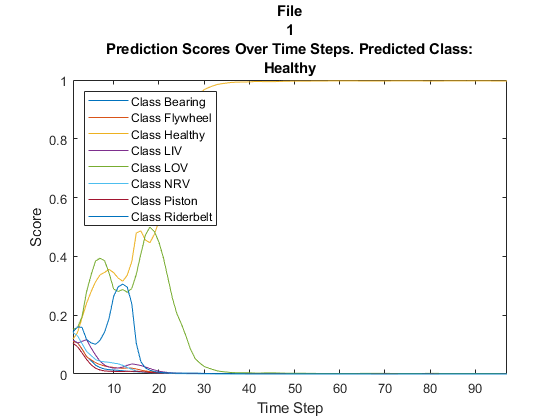 File
1
Prediction Scores Over Time Steps. Predicted Class:
Healthy
1
0.8
0.6
0.4
0.2
0
Score
Class Bearing
Class Flywheel
Class Healthy
Class LIV
Class LOV
Class NRV
Class Piston
Class Riderbelt
10 20 30 40 50 60 70 80 90
Time Step